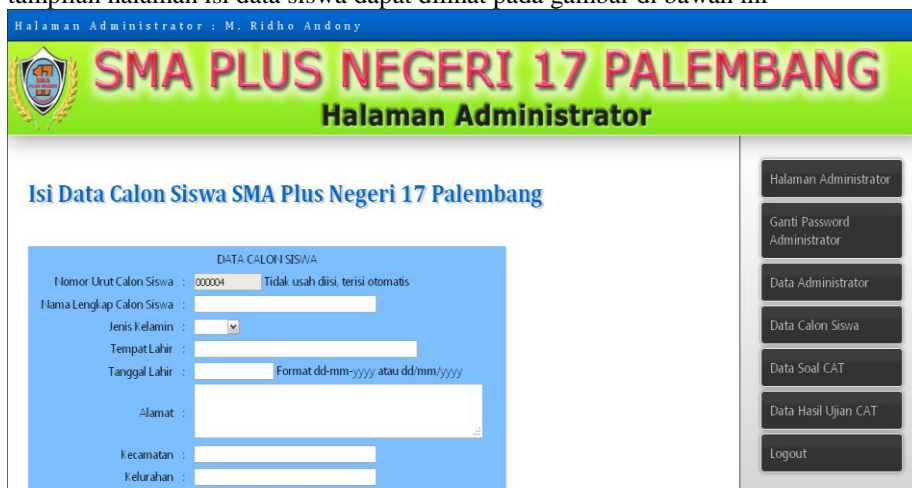 tampilan halaman isi data siswa dapat dilihat pada gambar di bawah ini
Halaman Administrator : M. Ridho Andony
SMA PLUS NEGERI 17 PALEMBANG
Halaman Administrator
17
SMA
PLUS NEGERI
Isi Data Calon Siswa SMA Plus Negeri 17 Palembang
DATA CALON SISWA
Nomor Urut Calon Siswa : 000004 Tidak usah diisi, terisi otomatis
Nama Lengkap Calon Siswa :
Jenis Kelamin :
Tempat Lahir :
Tanggal Lahir : Format dd-mm-yyyy atau dd/mm/yyyy
Alamat :
Kecamatan :
Kelurahan :
Halaman Administrator
Ganti Password
Administrator
Data Administrator
Data Calon Siswa
Data Soal CAT
Data Hasil Ujian CAT
Logout